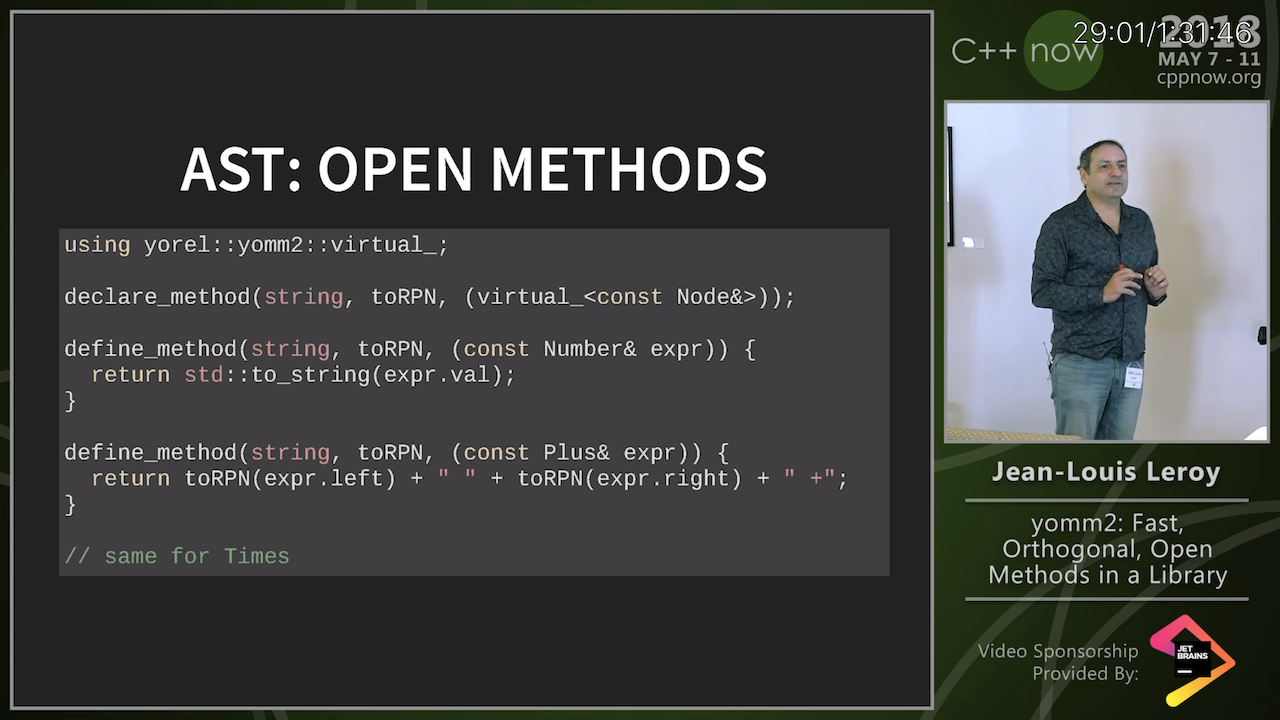 AST: OPEN METHODS
using yorel::yomm2::virtual_;
declare_method(string, toRPN, (virtual_<const Node&>));
define_method(string, toRPN, (const Number& expr)) {
  return std::to_string(expr.val);
}
define_method(string, toRPN, (const Plus& expr)) {
  return toRPN(expr.left) + " " + toRPN(expr.right) + " +";
}
// same for Times
29:01/1:31:46
C++ now
2018
MAY 7 - 11
cppnow.org
Jean-Louis Leroy
yomm2: Fast,
Orthogonal, Open
Methods in a Library
Video Sponsorship
Provided By:
JET
BRAINS